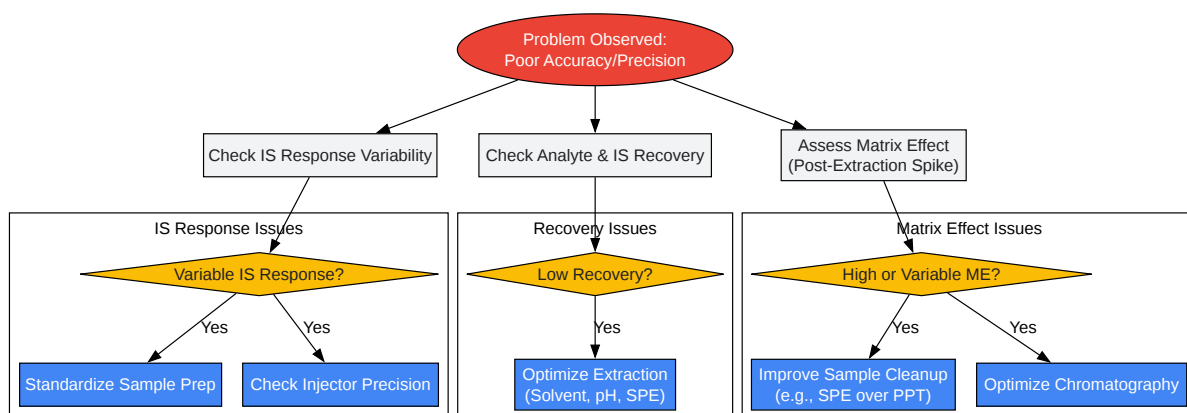 Problem Observed:
Poor Accuracy/Precision
Check IS Response Variability
Check Analyte & IS Recovery
Assess Matrix Effect
(Post-Extraction Spike)
IS Response Issues
Recovery Issues
Matrix Effect Issues
Variable IS Response?
Low Recovery?
High or Variable ME?
Yes
Yes
Yes
Yes
Yes
Standardize Sample Prep
Check Injector Precision
Optimize Extraction
(Solvent, pH, SPE)
Improve Sample Cleanup
(e.g., SPE over PPT)
Optimize Chromatography